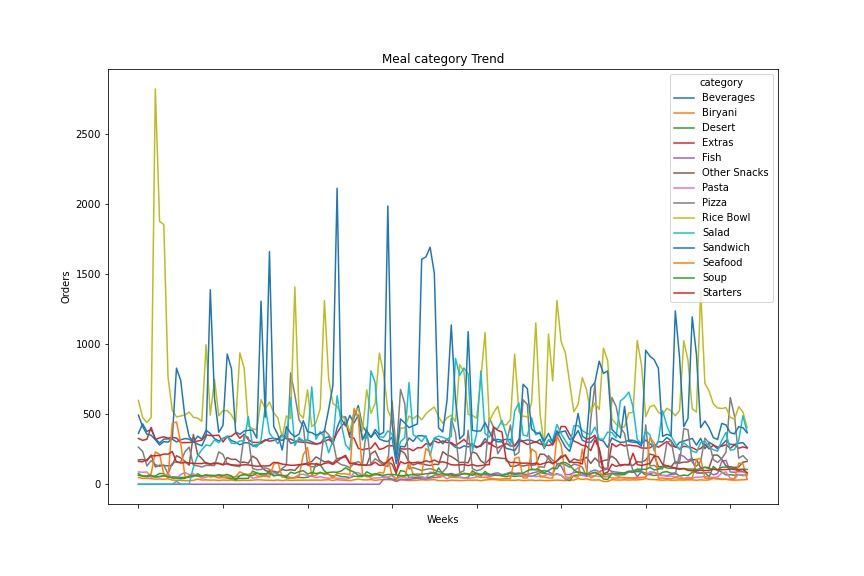 Meal category Trend
category
Beverages
Biryani
Desert
Extras
Fish
Other Snacks
Pasta
Pizza
Rice Bowl
Salad
Sandwich
Seafood
Soup
Starters
2500
2000
1500
1000
500
0
Orders
Weeks